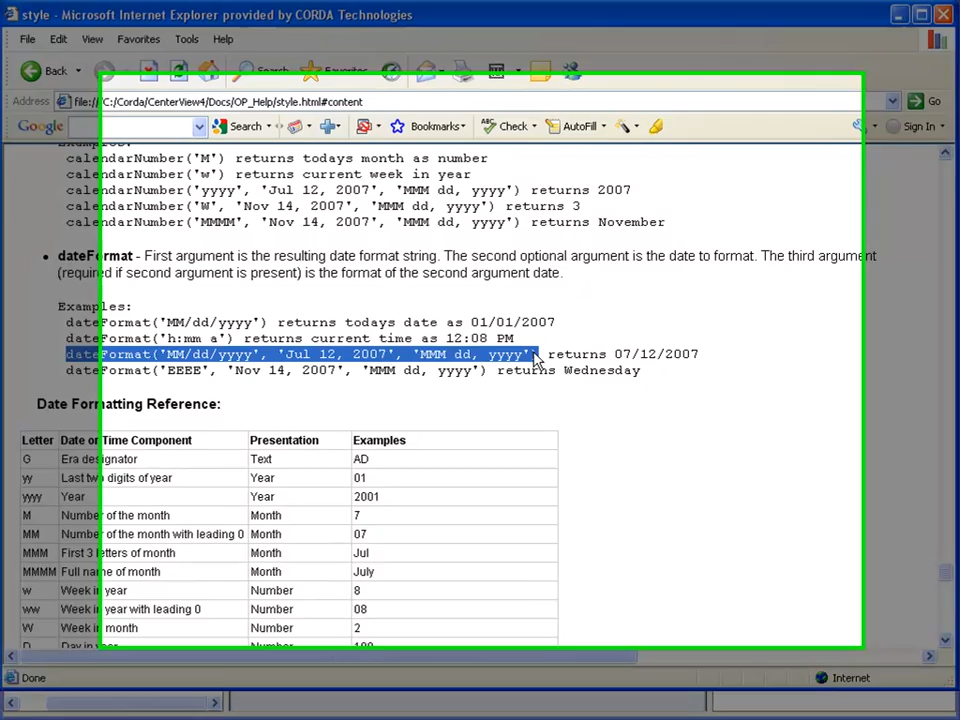 style - Microsoft Internet Explorer provided by CORDA Technologies
File Edit View Favorites Tools Help
Back Search Favorites
Address file://C:/Corda/CenterView4/Docs/OP_Help/style.html#content Go
Google Search Bookmarks Check AutoFill Sign In
Examples:
calendarNumber('M') returns todays month as number
calendarNumber('w') returns current week in year
calendarNumber('yyyy', 'Jul 12, 2007', 'MMM dd, yyyy') returns 2007
calendarNumber('W', 'Nov 14, 2007', 'MMM dd, yyyy') returns 3
calendarNumber('MMMM', 'Nov 14, 2007', 'MMM dd, yyyy') returns November
• dateFormat - First argument is the resulting date format string. The second optional argument is the date to format. The third argument
(required if second argument is present) is the format of the second argument date.
Examples:
dateFormat('MM/dd/yyyy') returns todays date as 01/01/2007
dateFormat('h:mm a') returns current time as 12:08 PM
dateFormat('MM/dd/yyyy', 'Jul 12, 2007', 'MMM dd, yyyy') returns 07/12/2007
dateFormat('EEEE', 'Nov 14, 2007', 'MMM dd, yyyy') returns Wednesday
Date Formatting Reference:
Letter Date or Time Component Presentation Examples
G Era designator Text AD
yy Last two digits of year Year 01
yyyy Year Year 2001
M Number of the month Month 7
MM Number of the month with leading 0 Month 07
MMM First 3 letters of month Month Jul
MMMM Full name of month Month July
w Week in year Number 8
ww Week in year with leading 0 Number 08
W Week in month Number 2
D Day in year Number 189
Done Internet